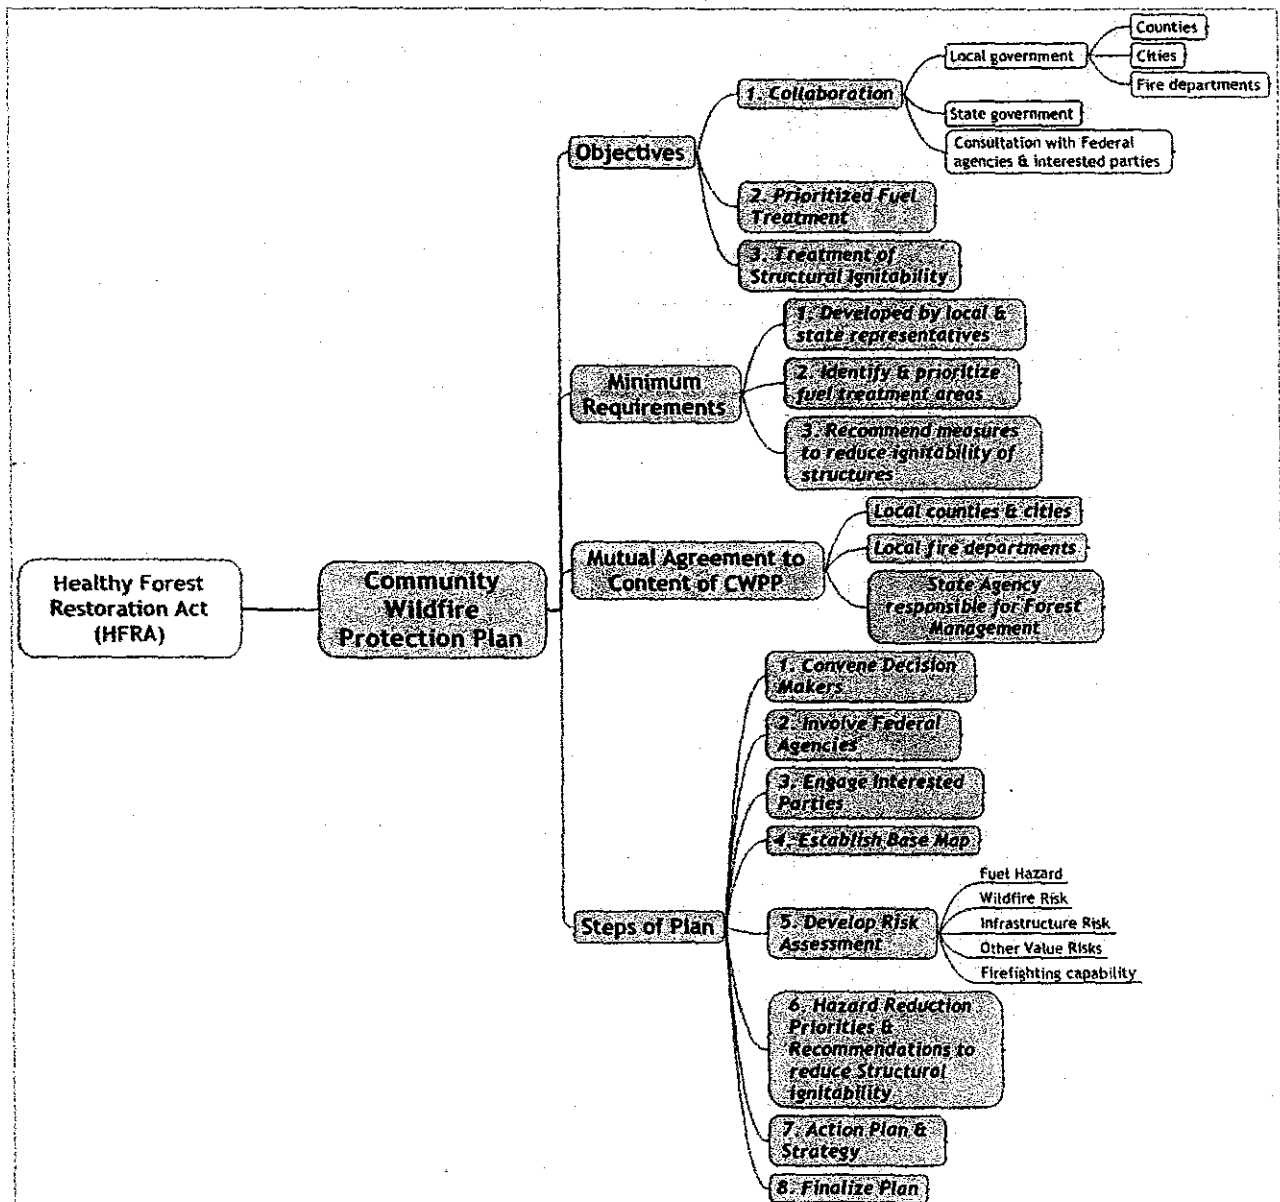 Healthy Forest
Restoration Act
(HFRA)
Community
Wildfire
Protection Plan
Objectives
1. Collaboration
Local government
Counties
Cities
Fire departments
State government
Consultation with Federal
agencies & interested parties
2. Prioritized Fuel
Treatment
3. Treatment of
Structural Ignitability
Minimum
Requirements
1. Developed by local &
state representatives
2. Identify & prioritize
fuel treatment areas
3. Recommend measures
to reduce ignitability of
structures
Mutual Agreement to
Content of CWPP
Local counties & cities
Local fire departments
State Agency
responsible for Forest
Management
Steps of Plan
1. Convene Decision
Makers
2. Involve Federal
Agencies
3. Engage Interested
Parties
4. Establish Base Map
5. Develop Risk
Assessment
Fuel Hazard
Wildfire Risk
Infrastructure Risk
Other Value Risks
Firefighting capability
6. Hazard Reduction
Priorities &
Recommendations to
reduce Structural
Ignitability
7. Action Plan &
Strategy
8. Finalize Plan